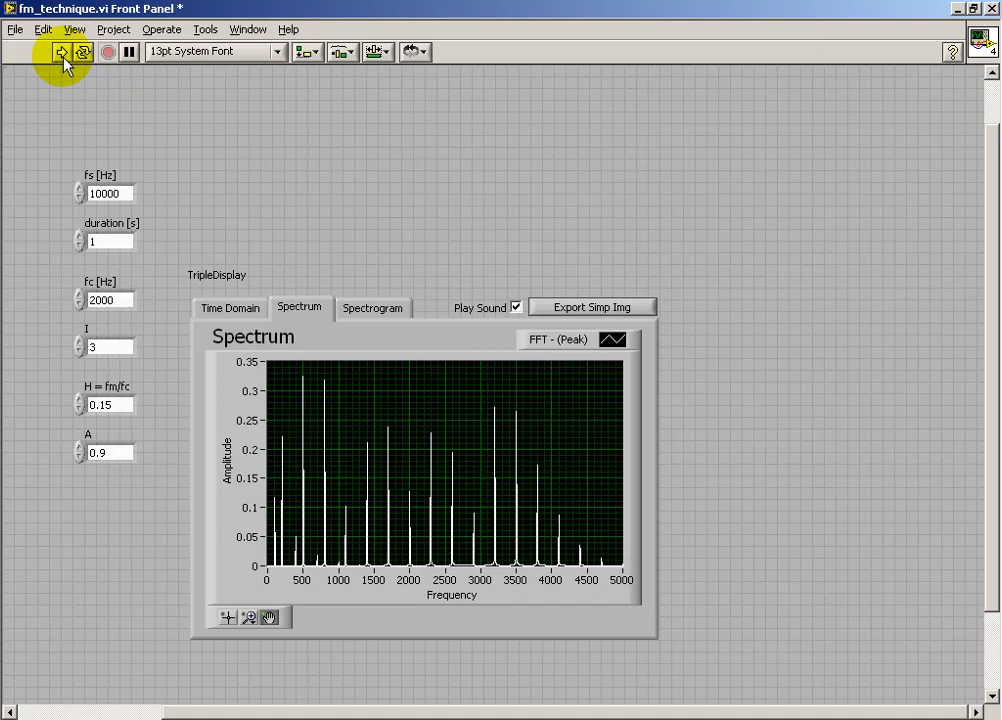 fm_technique.vi Front Panel *
File Edit View Project Operate Tools Window Help
13pt System Font
? 4
fs [Hz]
10000
duration [s]
1
fc [Hz]
2000
I
3
H = fm/fc
0.15
A
0.9
TripleDisplay
Time Domain Spectrum Spectrogram Play Sound Export Simp Img
Spectrum FFT - (Peak)
0.35
0.3
0.25
0.2
0.15
0.1
0.05
0
Amplitude
0 500 1000 1500 2000 2500 3000 3500 4000 4500 5000
Frequency